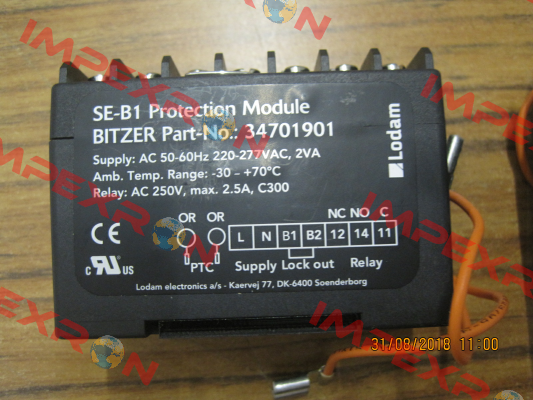 SE-B1 Protection Module
BITZER Part-No.: 34701901
Supply: AC 50-60Hz 220-277VAC, 2VA
Amb. Temp. Range: -30 – +70°C
Relay: AC 250V, max. 2.5A, C300
Lodam
OR OR
NC NO C
L N B1 B2 12 14 11
PTC Supply Lock out Relay
CE
C UL US
Lodam electronics a/s - Kaervej 77, DK-6400 Soenderborg
31/08/2018 11:00
IMPEXRON
IMPEXRON
IMPEXRON